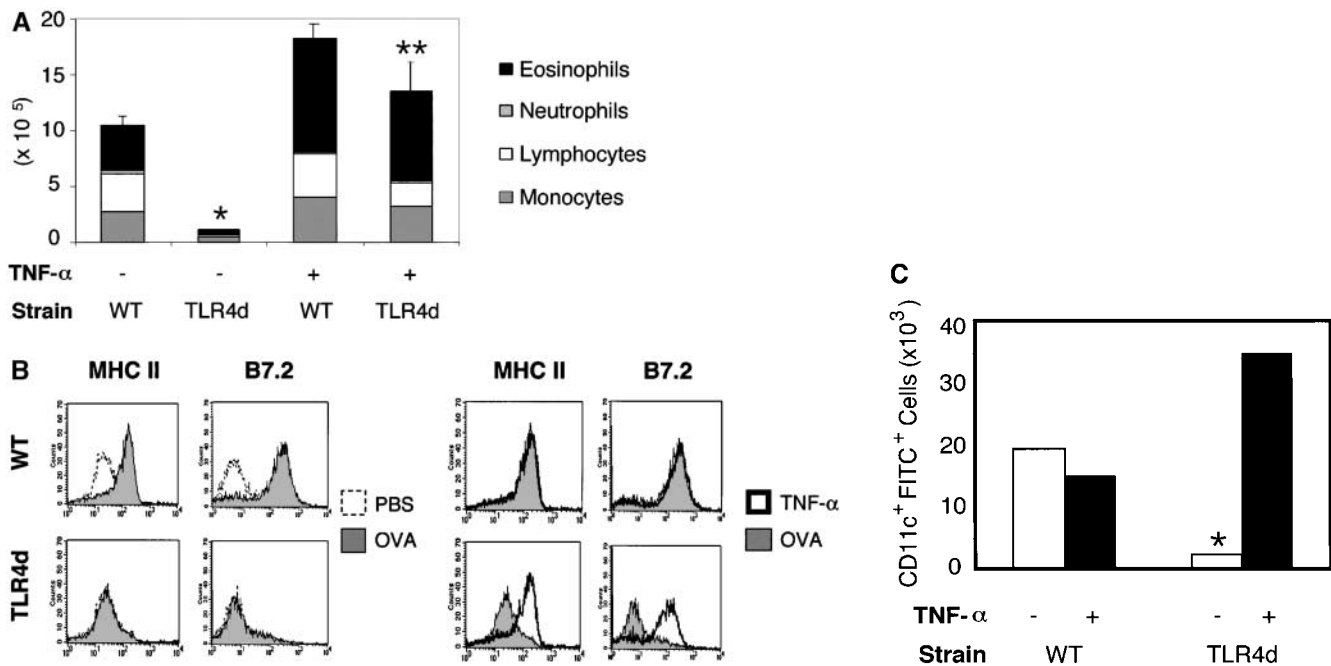 A
20
15
10
5
0
(x 10 5)
* ** 
Eosinophils
Neutrophils
Lymphocytes
Monocytes
TNF-α - - + +
Strain WT TLR4d WT TLR4d
B
MHC II B7.2 MHC II B7.2
WT
TLR4d
PBS
OVA
TNF-α
OVA
C
CD11c+ FITC+ Cells (x10³)
40
30
20
10
0
*
TNF-α - + - +
Strain WT TLR4d